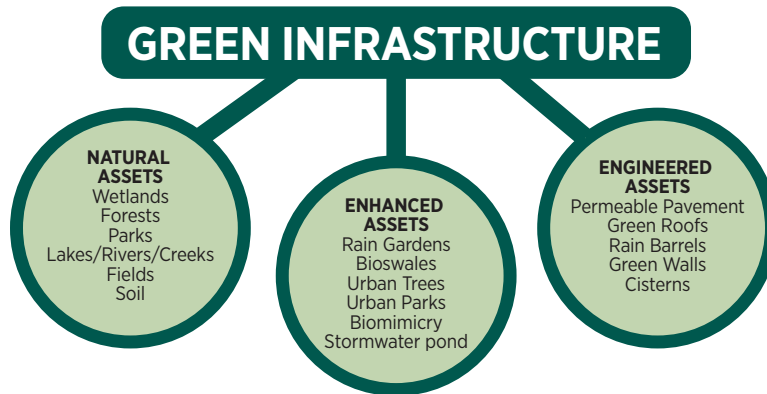 GREEN INFRASTRUCTURE
NATURAL
ASSETS
Wetlands
Forests
Parks
Lakes/Rivers/Creeks
Fields
Soil
ENHANCED
ASSETS
Rain Gardens
Bioswales
Urban Trees
Urban Parks
Biomimicry
Stormwater pond
ENGINEERED
ASSETS
Permeable Pavement
Green Roofs
Rain Barrels
Green Walls
Cisterns